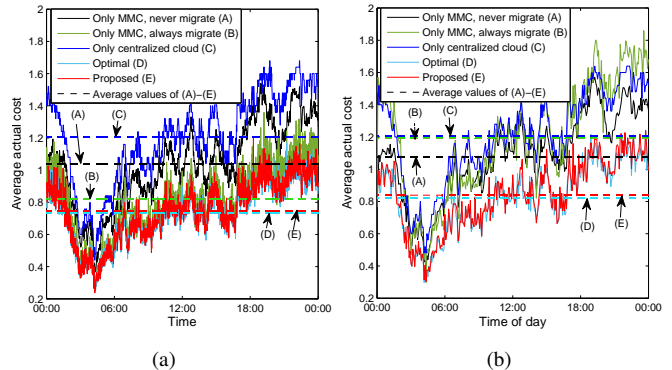 Only MMC, never migrate (A)
Only MMC, always migrate (B)
Only centralized cloud (C)
Optimal (D)
Proposed (E)
Average values of (A)–(E)
(A)
(C)
(B)
(D)
(E)
Average actual cost
2
1.8
1.6
1.4
1.2
1
0.8
0.6
0.4
0.2
00:00
06:00
12:00
18:00
00:00
Time
(a)
Only MMC, never migrate (A)
Only MMC, always migrate (B)
Only centralized cloud (C)
Optimal (D)
Proposed (E)
Average values of (A)–(E)
(B)
(C)
(A)
(D)
(E)
Average actual cost
2
1.8
1.6
1.4
1.2
1
0.8
0.6
0.4
0.2
00:00
06:00
12:00
18:00
00:00
Time of day
(b)